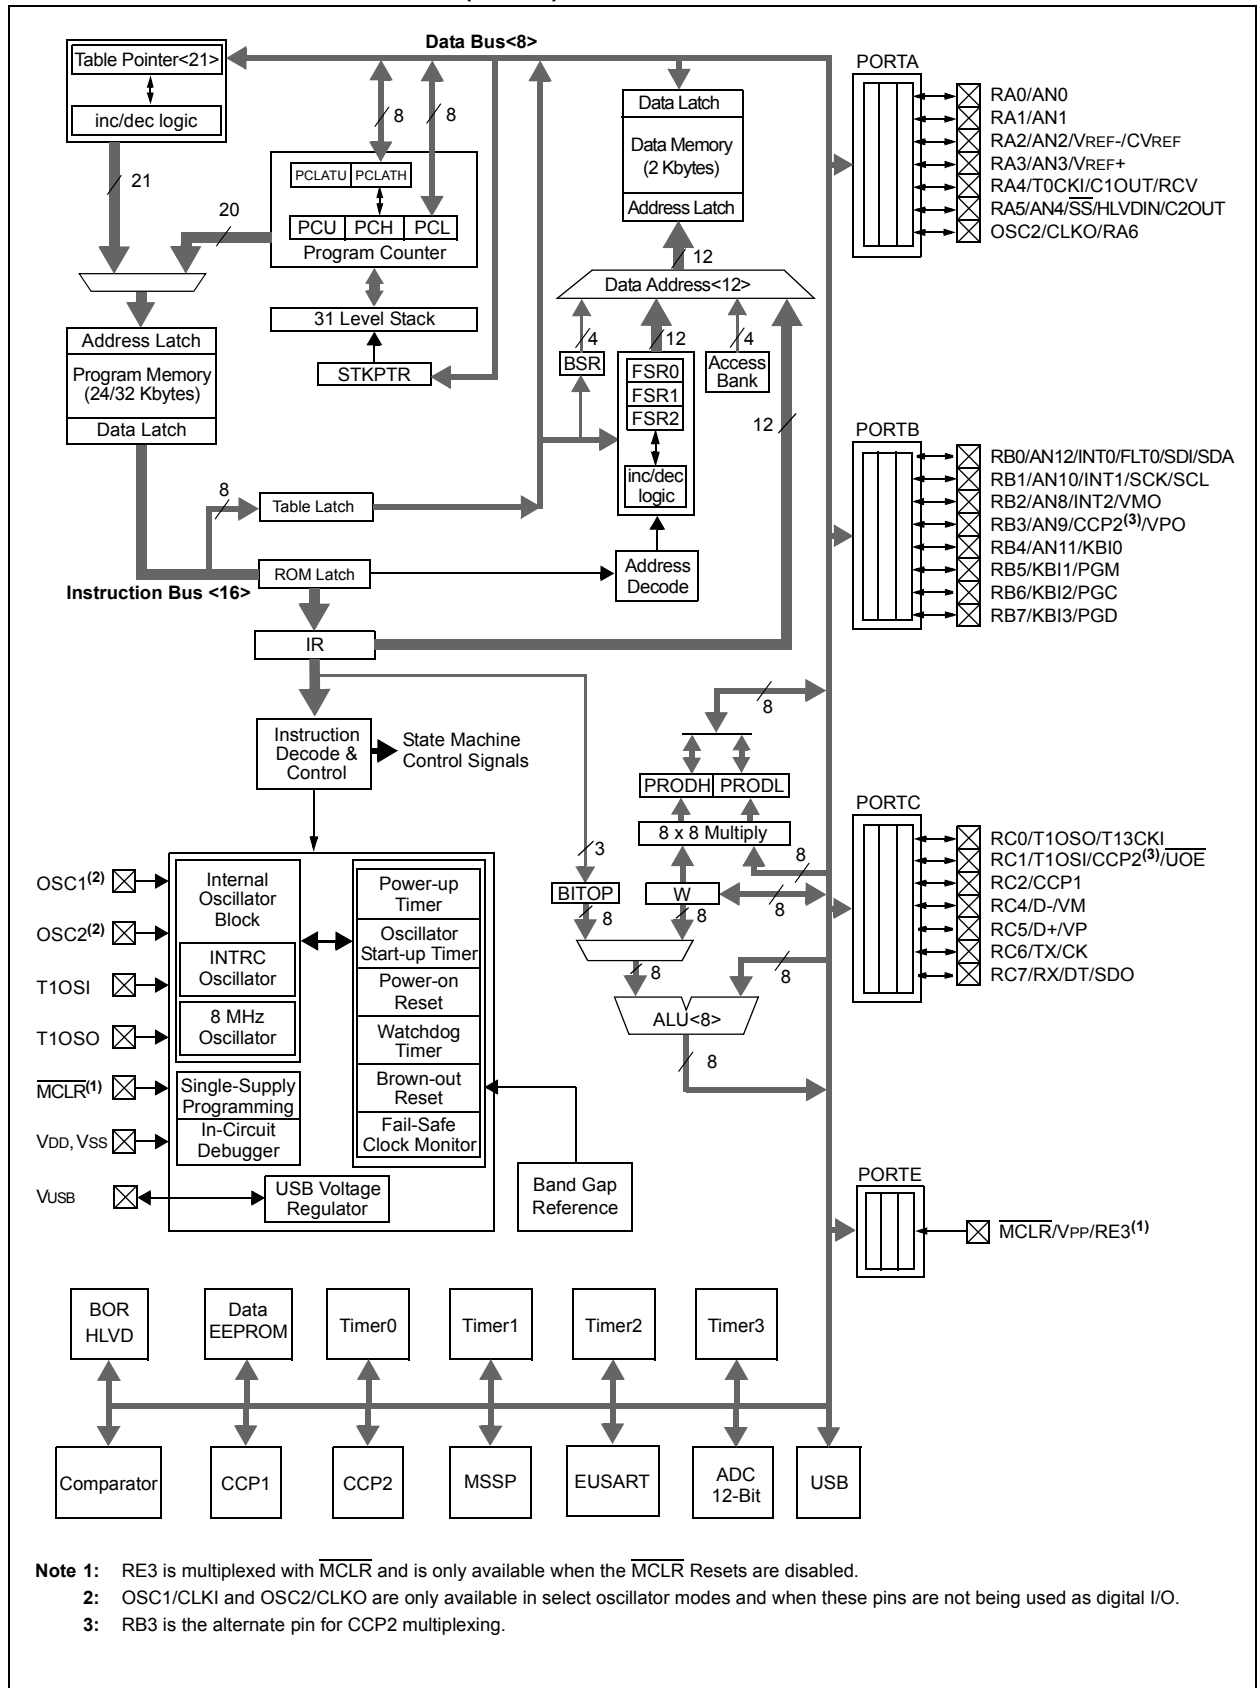 Data Bus<8>
Table Pointer<21>
inc/dec logic
21
20
8
8
PCLATU PCLATH
PCU PCH PCL
Program Counter
31 Level Stack
STKPTR
Address Latch
Program Memory
(24/32 Kbytes)
Data Latch
8
Table Latch
ROM Latch
Instruction Bus <16>
IR
Instruction
Decode &
Control
State Machine
Control Signals
Data Latch
Data Memory
(2 Kbytes)
Address Latch
12
Data Address<12>
4
12
4
BSR
FSR0
FSR1
FSR2
inc/dec
logic
Access
Bank
12
Address
Decode
8
PRODH PRODL
8 x 8 Multiply
3
8
BITOP
W
8
8
8
8
8
ALU<8>
8
PORTA
RA0/AN0
RA1/AN1
RA2/AN2/VREF-/CVREF
RA3/AN3/VREF+
RA4/T0CKI/C1OUT/RCV
RA5/AN4/SS/HLVDIN/C2OUT
OSC2/CLKO/RA6
PORTB
RB0/AN12/INT0/FLT0/SDI/SDA
RB1/AN10/INT1/SCK/SCL
RB2/AN8/INT2/VMO
RB3/AN9/CCP2(3)/VPO
RB4/AN11/KBI0
RB5/KBI1/PGM
RB6/KBI2/PGC
RB7/KBI3/PGD
PORTC
RC0/T1OSO/T13CKI
RC1/T1OSI/CCP2(3)/UOE
RC2/CCP1
RC4/D-/VM
RC5/D+/VP
RC6/TX/CK
RC7/RX/DT/SDO
PORTE
MCLR/VPP/RE3(1)
OSC1(2)
OSC2(2)
T1OSI
T1OSO
MCLR(1)
VDD, VSS
VUSB
Internal
Oscillator
Block
INTRC
Oscillator
8 MHz
Oscillator
Single-Supply
Programming
In-Circuit
Debugger
USB Voltage
Regulator
Power-up
Timer
Oscillator
Start-up Timer
Power-on
Reset
Watchdog
Timer
Brown-out
Reset
Fail-Safe
Clock Monitor
Band Gap
Reference
BOR
HLVD
Data
EEPROM
Timer0
Timer1
Timer2
Timer3
Comparator
CCP1
CCP2
MSSP
EUSART
ADC
12-Bit
USB
Note 1: RE3 is multiplexed with MCLR and is only available when the MCLR Resets are disabled.
2: OSC1/CLKI and OSC2/CLKO are only available in select oscillator modes and when these pins are not being used as digital I/O.
3: RB3 is the alternate pin for CCP2 multiplexing.